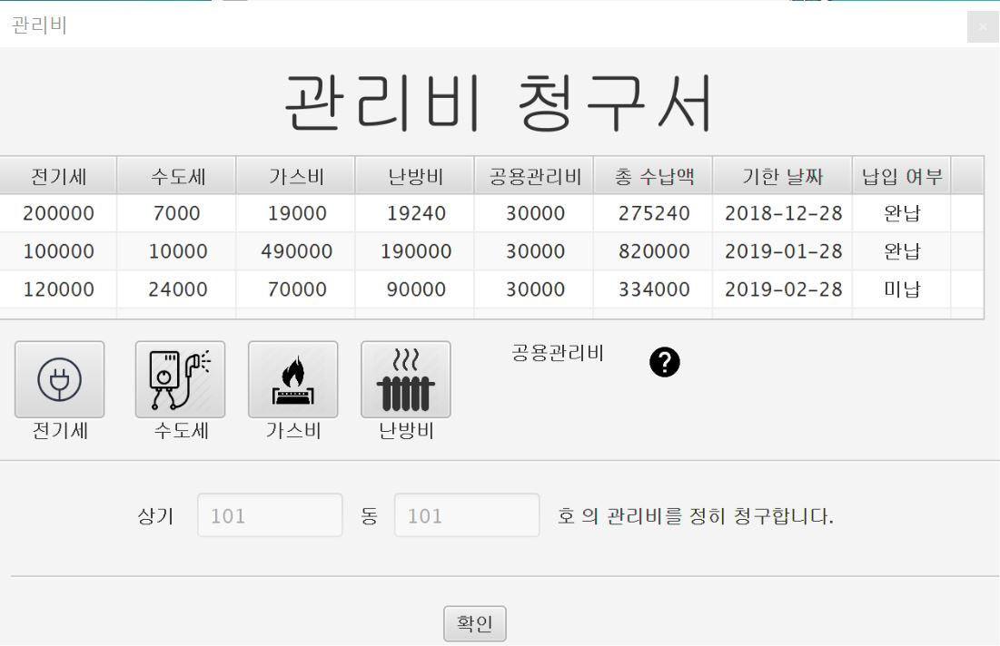 관리비
관리비 청구서
전기세 수도세 가스비 난방비 공용관리비 총 수납액 기한 날짜 납입 여부
200000 7000 19000 19240 30000 275240 2018-12-28 완납
100000 10000 490000 190000 30000 820000 2019-01-28 완납
120000 24000 70000 90000 30000 334000 2019-02-28 미납
공용관리비 ?
전기세 수도세 가스비 난방비
상기 101 동 101 호 의 관리비를 정히 청구합니다.
확인